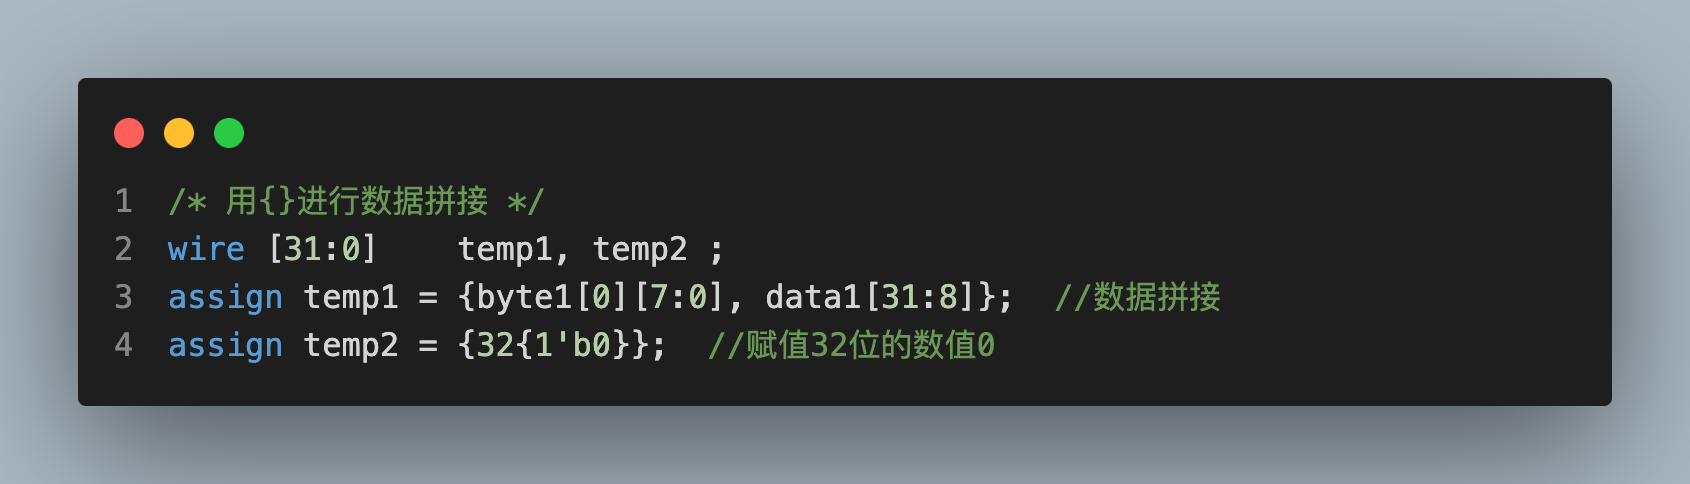 1 /* 用{}进行数据拼接 */
2 wire [31:0]    temp1, temp2 ;
3 assign temp1 = {byte1[0][7:0], data1[31:8]};  //数据拼接
4 assign temp2 = {32{1'b0}};  //赋值32位的数值0